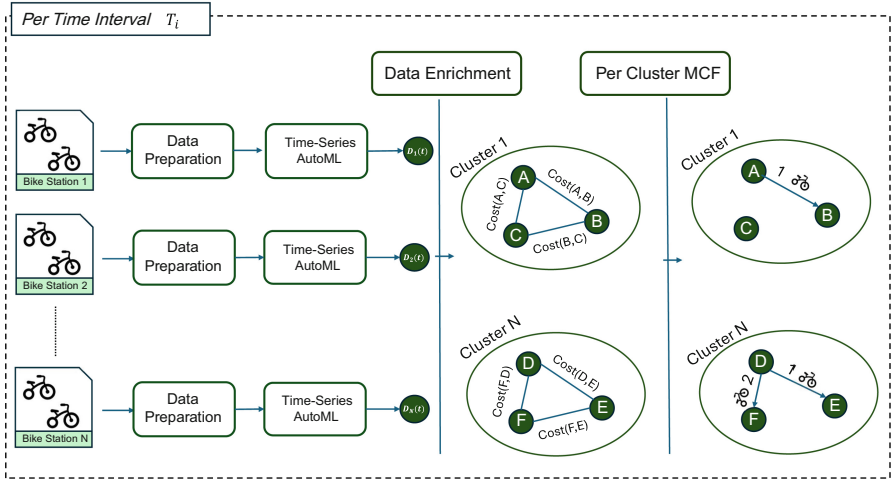 Per Time Interval T_i
Data Enrichment
Per Cluster MCF
Bike Station 1
Data
Preparation
Time-Series
AutoML
D_1(t)
Bike Station 2
Data
Preparation
Time-Series
AutoML
D_2(t)
Bike Station N
Data
Preparation
Time-Series
AutoML
D_N(t)
Cluster 1
A
B
C
Cost(A,C)
Cost(A,B)
Cost(B,C)
Cluster N
D
E
F
Cost(F,D)
Cost(D,E)
Cost(F,E)
Cluster 1
A
1
B
C
Cluster N
D
1
2
E
F